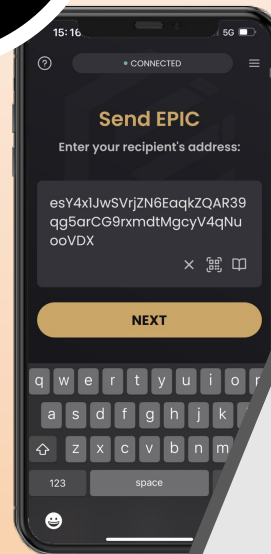 15:16
5G
CONNECTED
Send EPIC
Enter your recipient's address:
esY4x1JwSVrjZN6EaqkZQAR39
qg5arCG9rxmdtMgcyV4qNu
ooVDX
NEXT
q w e r t y u i o p
a s d f g h j k
z x c v b n m
123
space